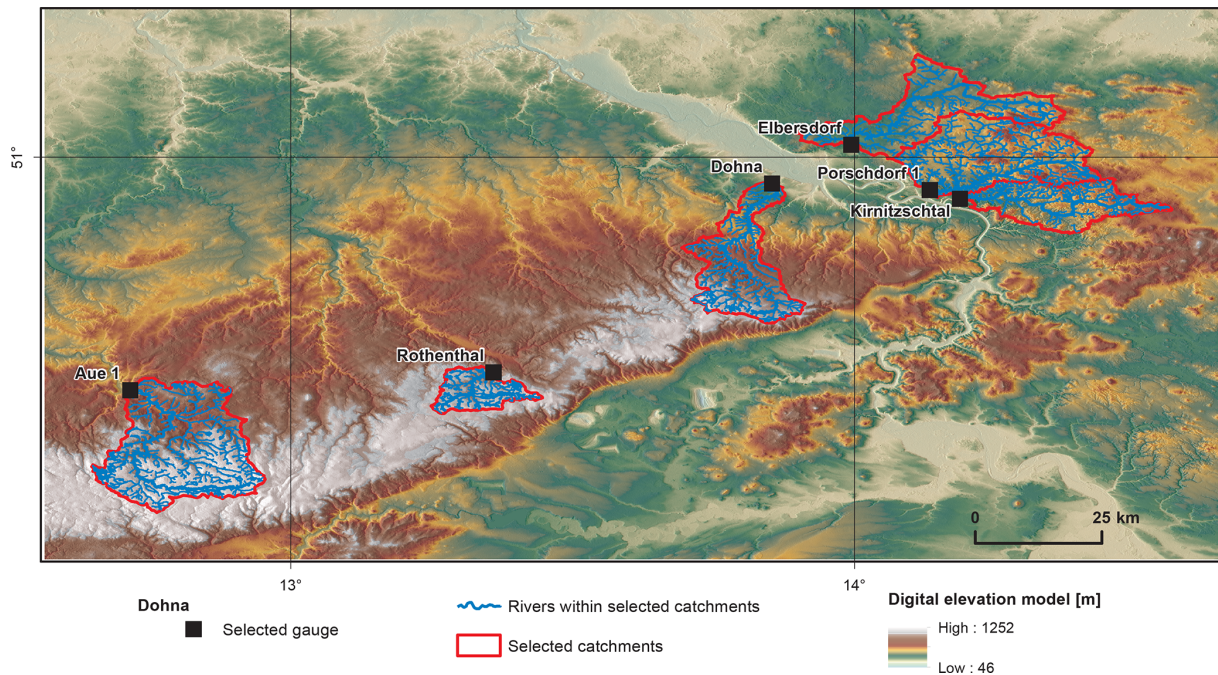 Elbersdorf
51°
Dohna
Porschdorf 1
Kirnitzschtal
Rothenthal
Aue 1
0 25 km
13° 14°
Dohna
Selected gauge
Rivers within selected catchments
Selected catchments
Digital elevation model [m]
High : 1252
Low : 46